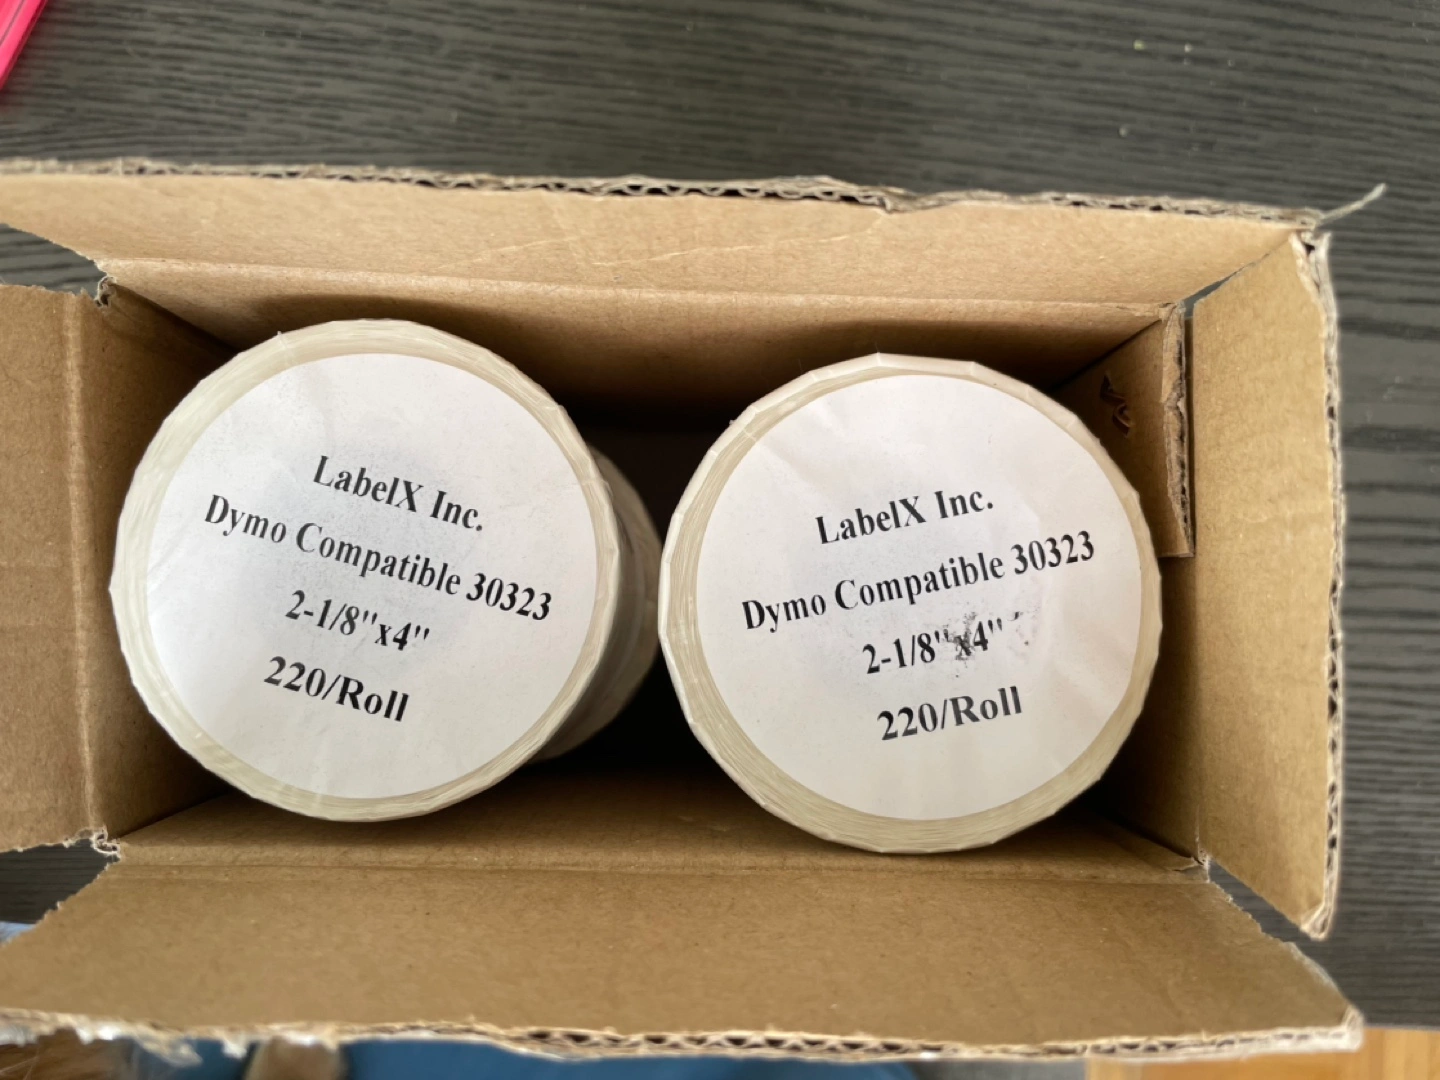 LabelX Inc.
Dymo Compatible 30323
2-1/8"x4"
220/Roll
LabelX Inc.
Dymo Compatible 30323
2-1/8"x4"
220/Roll